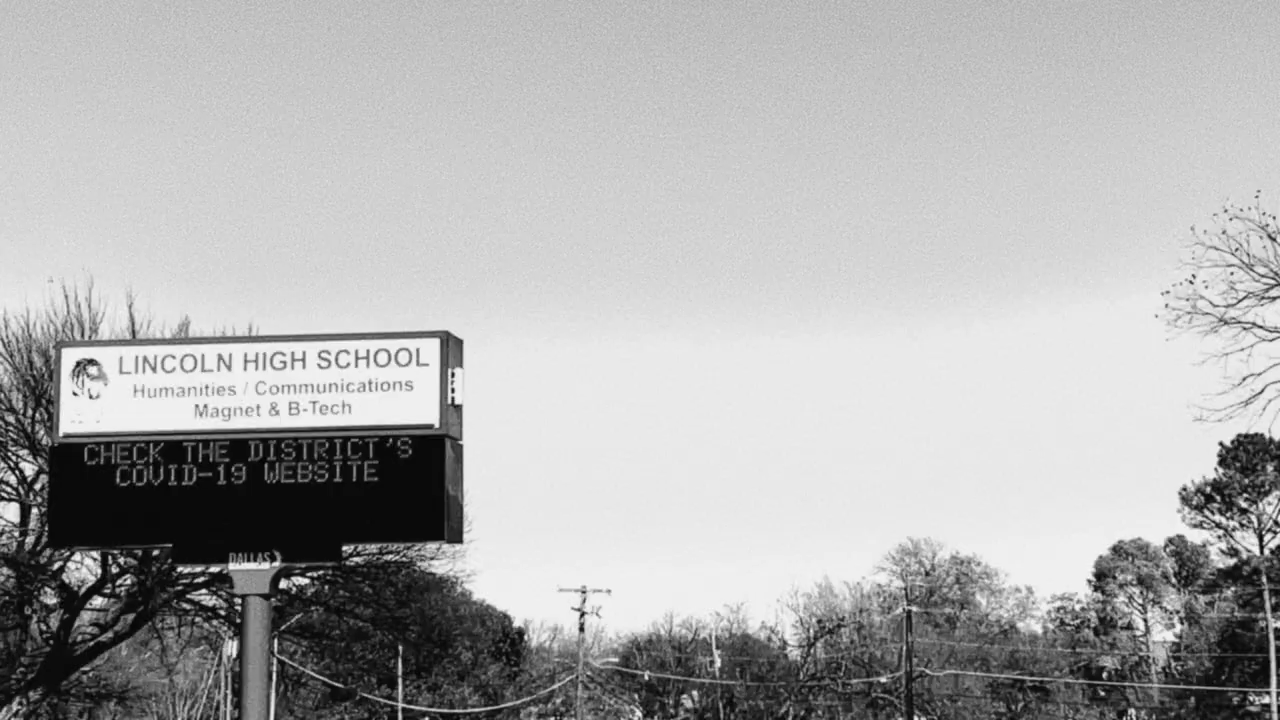 LINCOLN HIGH SCHOOL
Humanities / Communications
Magnet & B-Tech
CHECK THE DISTRICT'S
COVID-19 WEBSITE
DALLAS